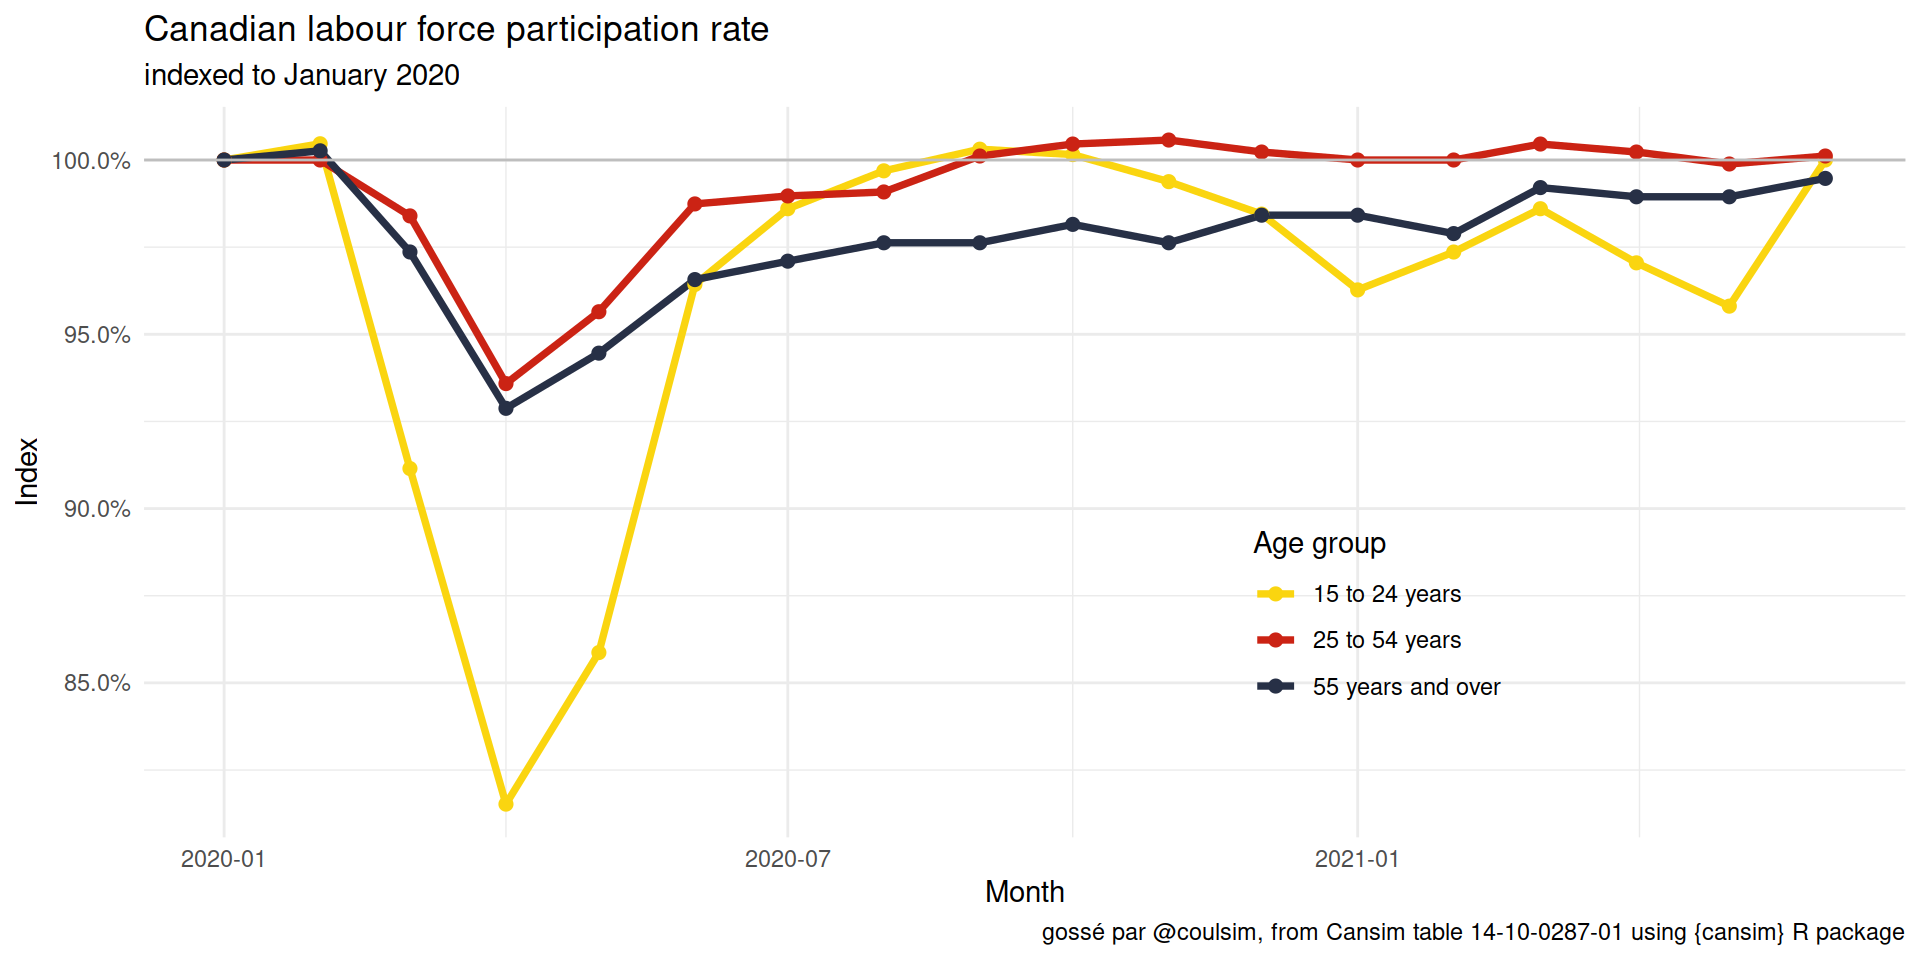 Canadian labour force participation rate
indexed to January 2020
100.0%
95.0%
90.0%
85.0%
Index
Age group
15 to 24 years
25 to 54 years
55 years and over
2020-01
2020-07
2021-01
Month
gossé par @coulsim, from Cansim table 14-10-0287-01 using {cansim} R package